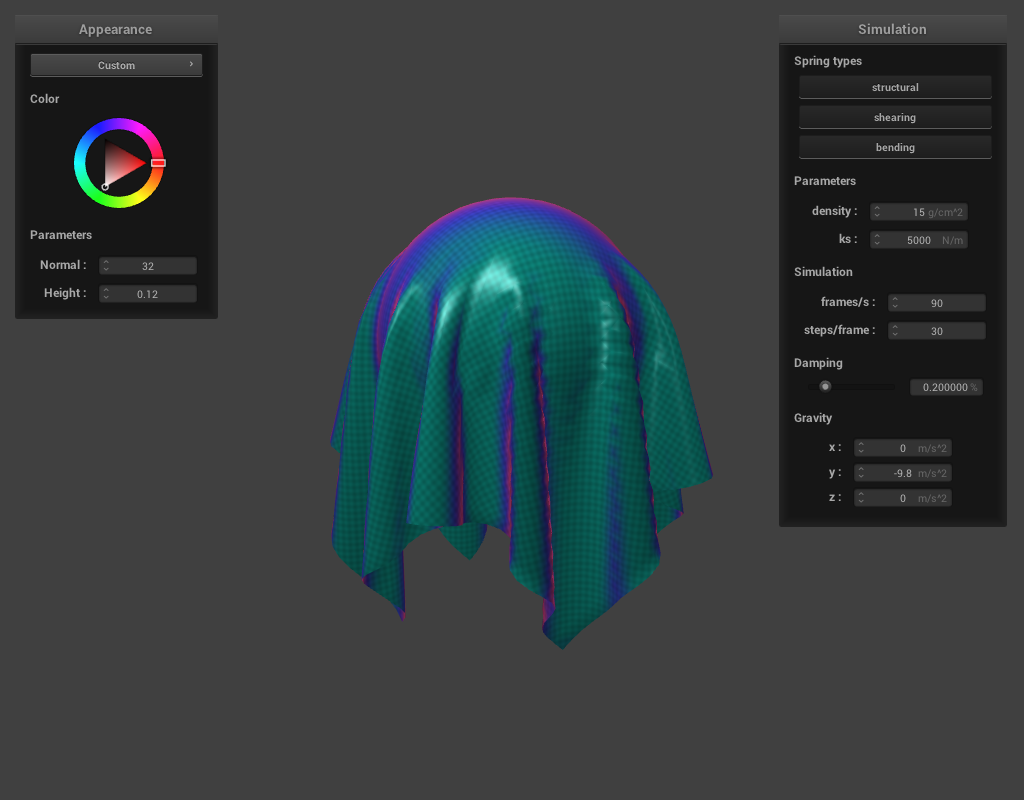 Appearance
Custom
Color
Parameters
Normal : 32
Height : 0.12
Simulation
Spring types
structural
shearing
bending
Parameters
density : 15 g/cm^2
ks : 5000 N/m
Simulation
frames/s : 90
steps/frame : 30
Damping
0.200000 %
Gravity
x : 0 m/s^2
y : -9.8 m/s^2
z : 0 m/s^2